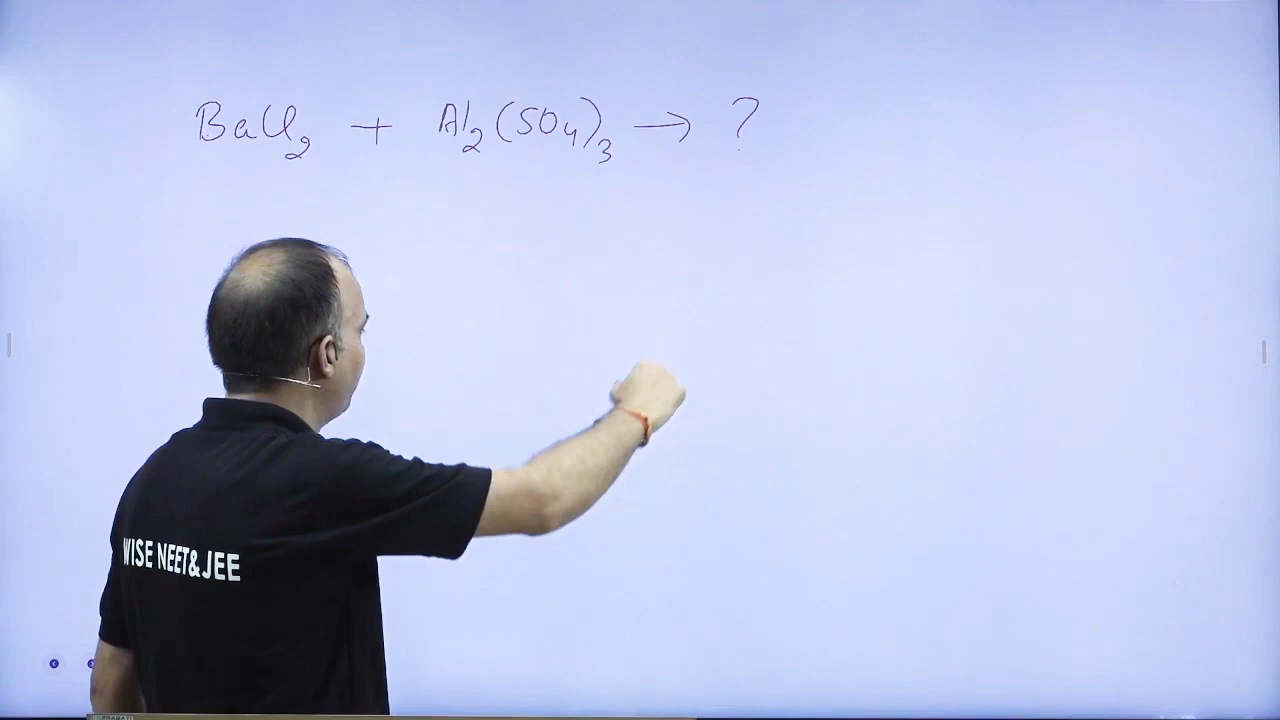 BaCl₂ + Al₂(SO₄)₃ → ?
WISE NEET&JEE